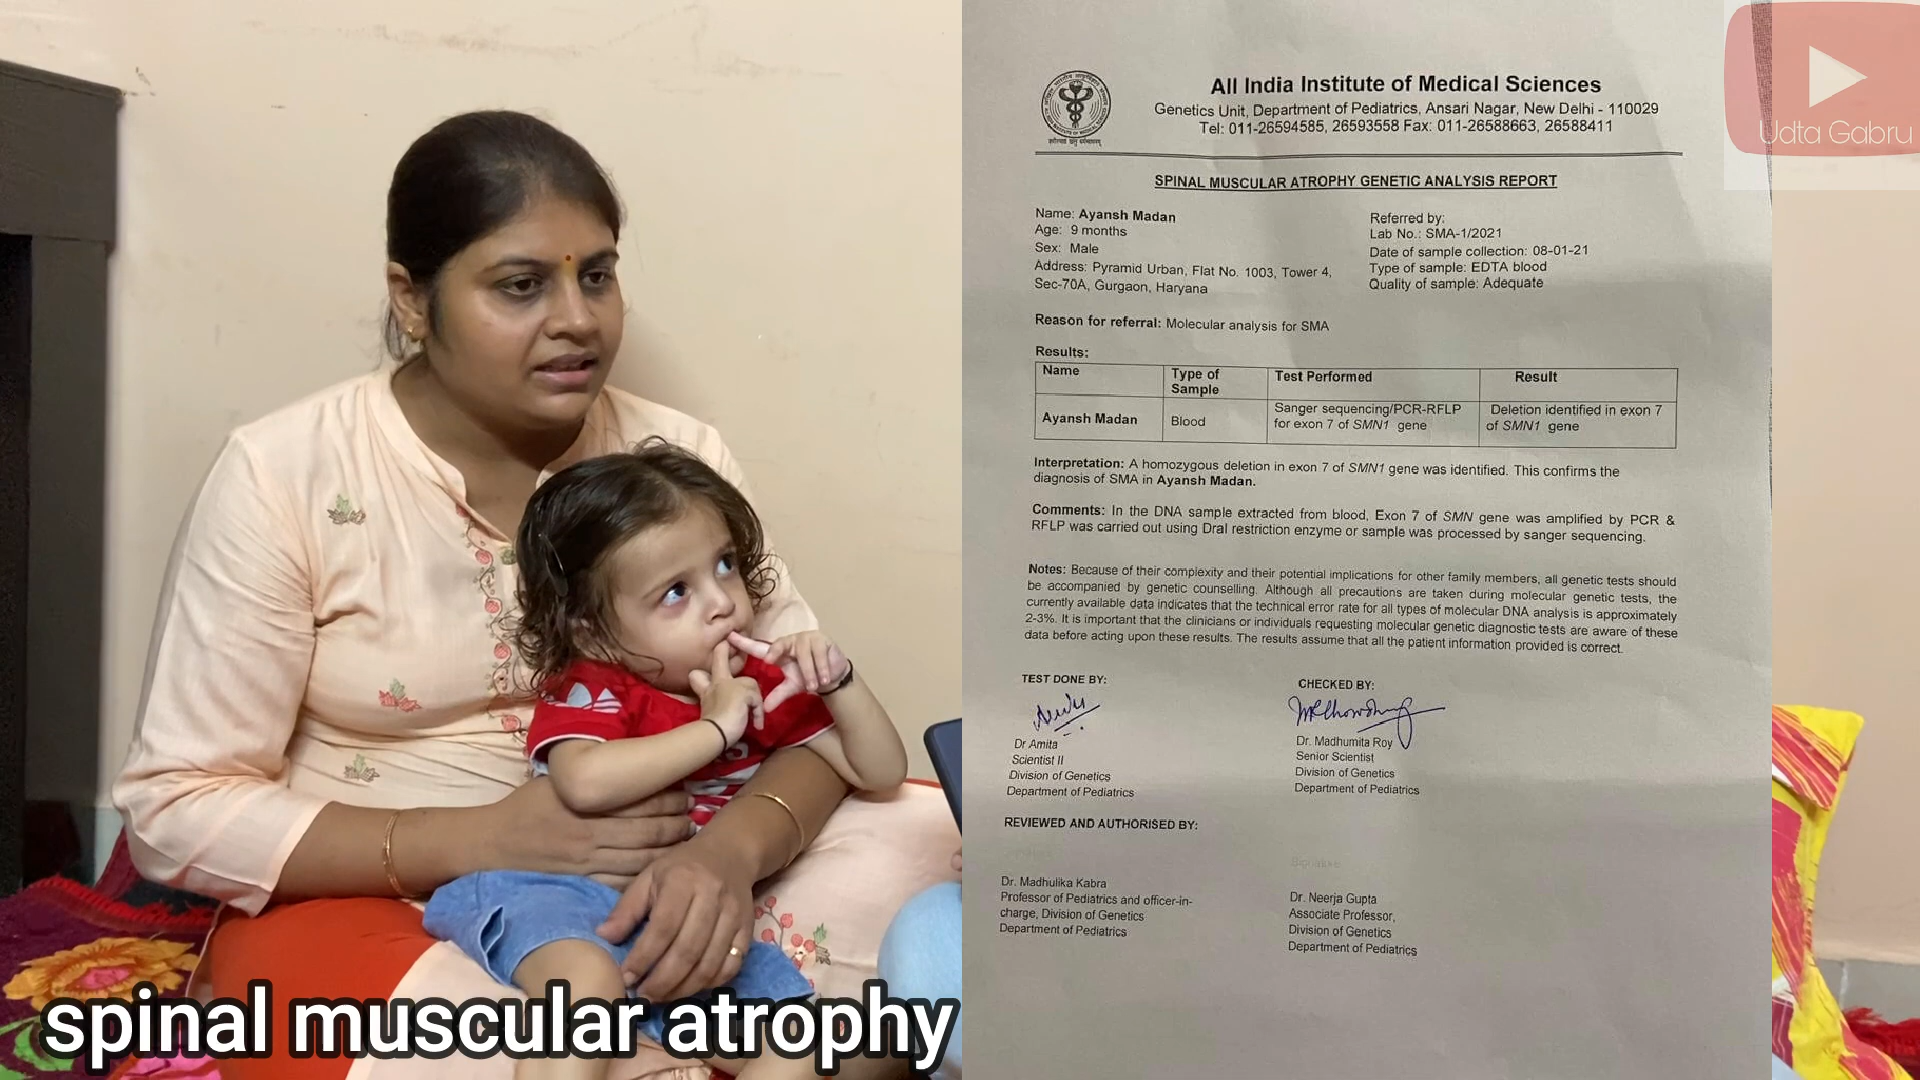 Udta Gabru
All India Institute of Medical Sciences
Genetics Unit, Department of Pediatrics, Ansari Nagar, New Delhi - 110029
Tel: 011-26594585, 26593558 Fax: 011-26588663, 26588411
SPINAL MUSCULAR ATROPHY GENETIC ANALYSIS REPORT
Name: Ayansh Madan
Age: 9 months
Sex: Male
Address: Pyramid Urban, Flat No. 1003, Tower 4,
Sec-70A, Gurgaon, Haryana
Referred by:
Lab No.: SMA-1/2021
Date of sample collection: 08-01-21
Type of sample: EDTA blood
Quality of sample: Adequate
Reason for referral: Molecular analysis for SMA
Results:
Name
Type of
Sample
Test Performed
Result
Ayansh Madan
Blood
Sanger sequencing/PCR-RFLP
for exon 7 of SMN1 gene
Deletion identified in exon 7
of SMN1 gene
Interpretation: A homozygous deletion in exon 7 of SMN1 gene was identified. This confirms the
diagnosis of SMA in Ayansh Madan.
Comments: In the DNA sample extracted from blood, Exon 7 of SMN gene was amplified by PCR &
RFLP was carried out using DraI restriction enzyme or sample was processed by sanger sequencing.
Notes: Because of their complexity and their potential implications for other family members, all genetic tests should
be accompanied by genetic counselling. Although all precautions are taken during molecular genetic tests, the
currently available data indicates that the technical error rate for all types of molecular DNA analysis is approximately
2-3%. It is important that the clinicians or individuals requesting molecular genetic diagnostic tests are aware of these
data before acting upon these results. The results assume that all the patient information provided is correct.
TEST DONE BY:
Dr Amita
Scientist II
Division of Genetics
Department of Pediatrics
CHECKED BY:
Dr. Madhumita Roy
Senior Scientist
Division of Genetics
Department of Pediatrics
REVIEWED AND AUTHORISED BY:
Dr. Madhulika Kabra
Professor of Pediatrics and officer-in-
charge, Division of Genetics
Department of Pediatrics
Dr. Neerja Gupta
Associate Professor,
Division of Genetics
Department of Pediatrics
spinal muscular atrophy